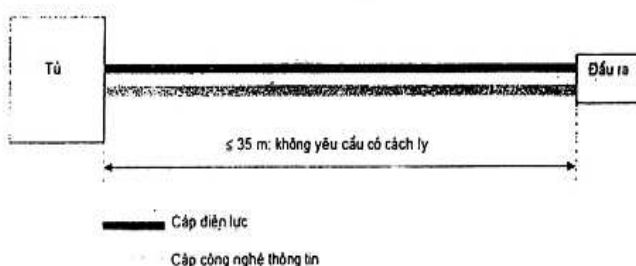 Tủ
Đầu ra
≤ 35 m: không yêu cầu có cách ly
Cáp điện lực
Cáp công nghệ thông tin